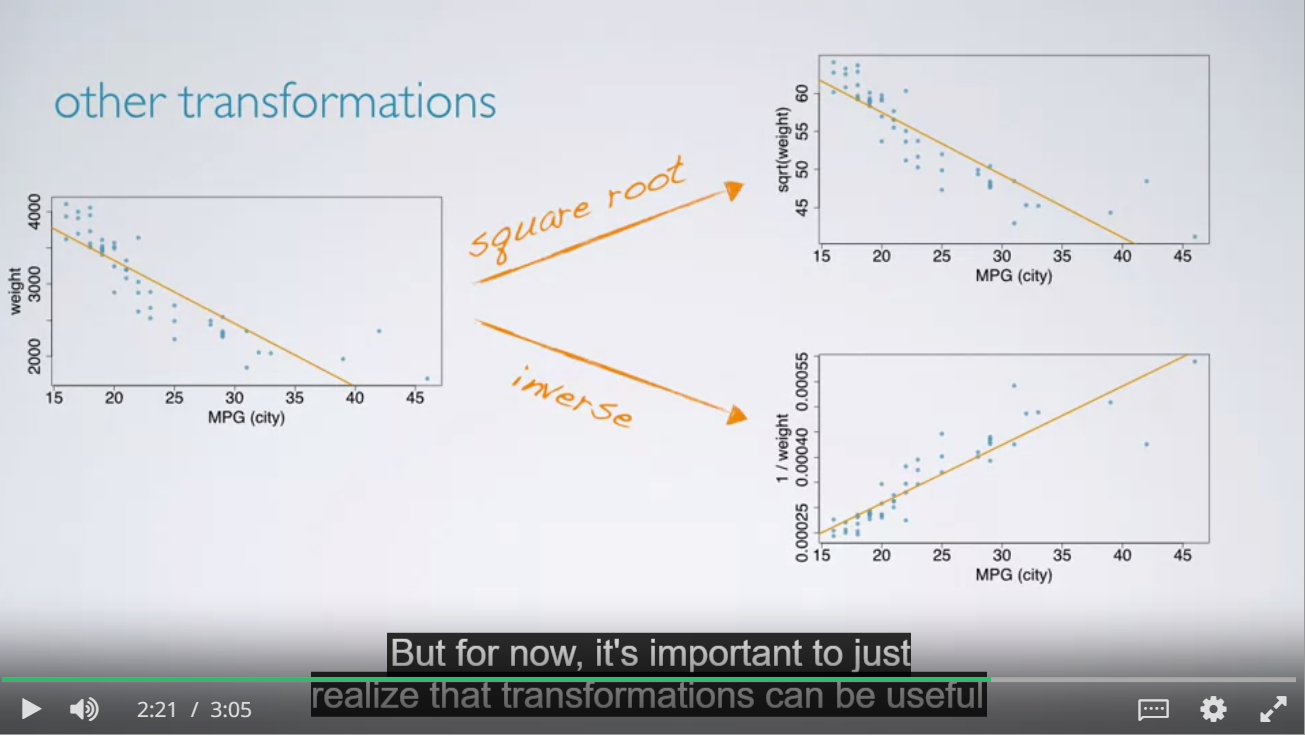 other transformations
weight
4000
3000
2000
15 20 25 30 35 40 45
MPG (city)
square root
inverse
sqrt(weight)
60
55
50
45
15 20 25 30 35 40 45
MPG (city)
1 / weight
0.00055
0.00040
0.00025
15 20 25 30 35 40 45
MPG (city)
But for now, it's important to just
realize that transformations can be useful
2:21 / 3:05